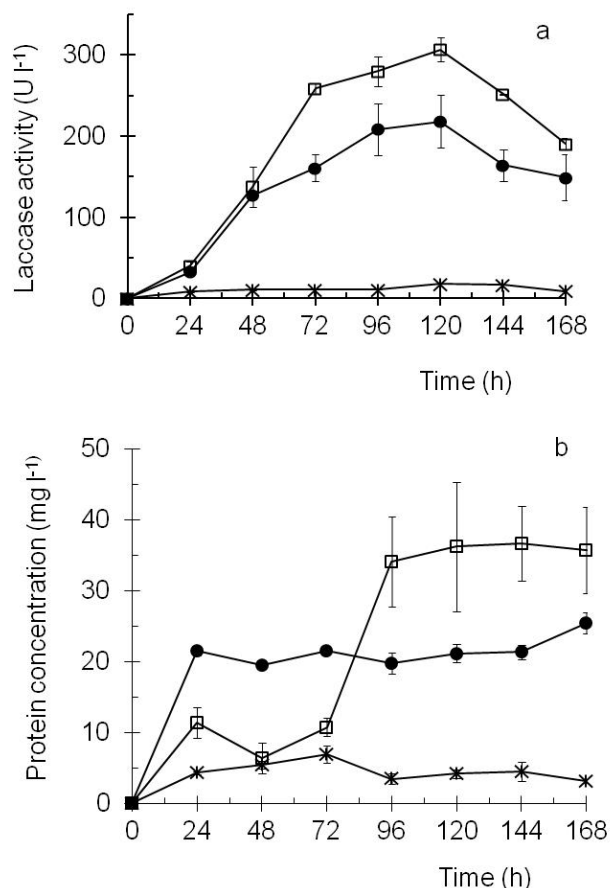 a
Laccase activity (U l-¹)
300
200
100
0
0 24 48 72 96 120 144 168
Time (h)
b
Protein concentration (mg l-¹)
50
40
30
20
10
0
0 24 48 72 96 120 144 168
Time (h)